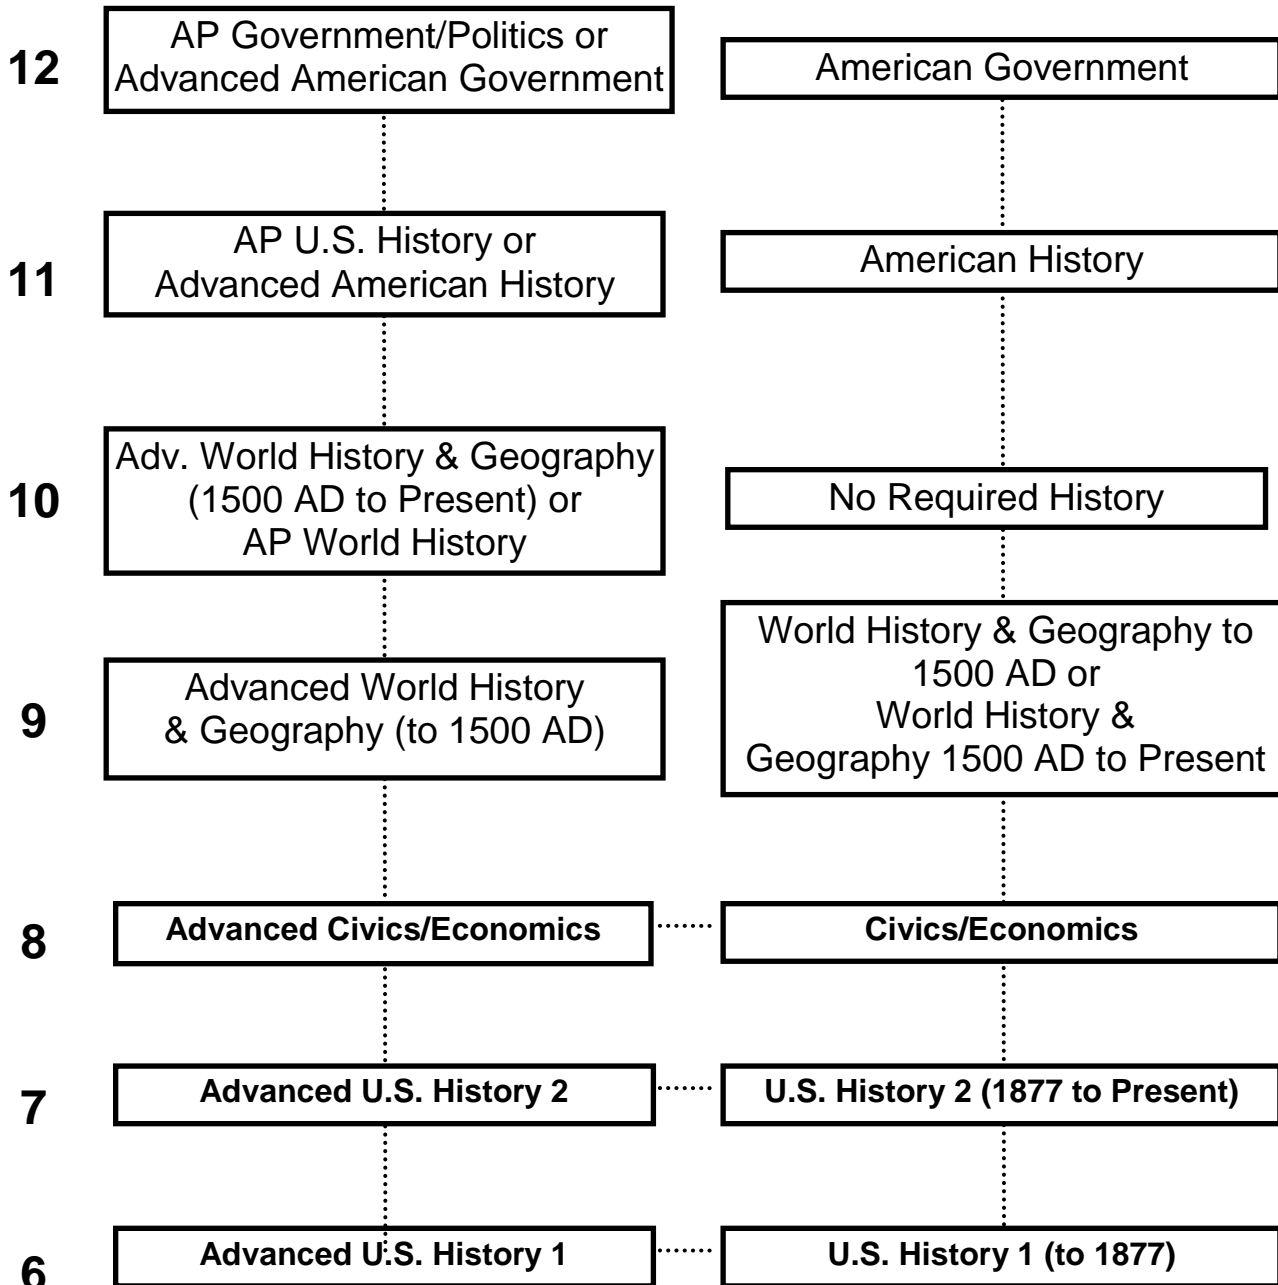 12
AP Government/Politics or
Advanced American Government
American Government
11
AP U.S. History or
Advanced American History
American History
10
Adv. World History & Geography
(1500 AD to Present) or
AP World History
No Required History
9
Advanced World History
& Geography (to 1500 AD)
World History & Geography to
1500 AD or
World History &
Geography 1500 AD to Present
8
Advanced Civics/Economics
Civics/Economics
7
Advanced U.S. History 2
U.S. History 2 (1877 to Present)
6
Advanced U.S. History 1
U.S. History 1 (to 1877)